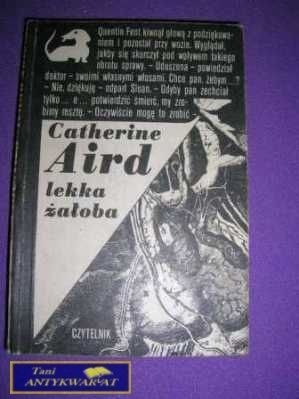 Quentin Fent kiwnął głową z podziękowa-
niem i pozostał przy wozie. Wyglądał,
jakby się skurczył pod wpływem takiego
obrotu sprawy. – Uduszona – powiedział
doktor – swoimi własnymi włosami. Chce pan, żebym ...?
– Nie, dziękuję – odparł Sloan. – Gdyby pan zechciał
tylko... e ... potwierdzić śmierć, my zro-
bimy resztę. – Oczywiście mogę to zrobić –
Catherine
Aird
lekka
żałoba
CZYTELNIK
Tani
ANTYKWARIAT